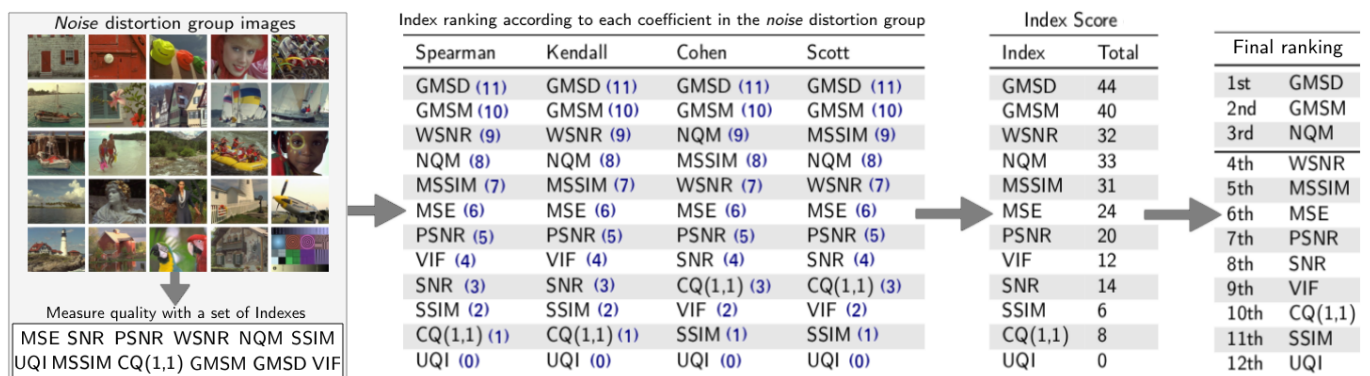 Noise distortion group images
Measure quality with a set of Indexes
MSE SNR PSNR WSNR NQM SSIM
UQI MSSIM CQ(1,1) GMSM GMSD VIF
Index ranking according to each coefficient in the noise distortion group
Spearman Kendall Cohen Scott
GMSD (11) GMSD (11) GMSD (11) GMSD (11)
GMSM (10) GMSM (10) GMSM (10) GMSM (10)
WSNR (9) WSNR (9) NQM (9) MSSIM (9)
NQM (8) NQM (8) MSSIM (8) NQM (8)
MSSIM (7) MSSIM (7) WSNR (7) WSNR (7)
MSE (6) MSE (6) MSE (6) MSE (6)
PSNR (5) PSNR (5) PSNR (5) PSNR (5)
VIF (4) VIF (4) SNR (4) SNR (4)
SNR (3) SNR (3) CQ(1,1) (3) CQ(1,1) (3)
SSIM (2) SSIM (2) VIF (2) VIF (2)
CQ(1,1) (1) CQ(1,1) (1) SSIM (1) SSIM (1)
UQI (0) UQI (0) UQI (0) UQI (0)
Index Score
Index Total
GMSD 44
GMSM 40
WSNR 32
NQM 33
MSSIM 31
MSE 24
PSNR 20
VIF 12
SNR 14
SSIM 6
CQ(1,1) 8
UQI 0
Final ranking
1st GMSD
2nd GMSM
3rd NQM
4th WSNR
5th MSSIM
6th MSE
7th PSNR
8th SNR
9th VIF
10th CQ(1,1)
11th SSIM
12th UQI